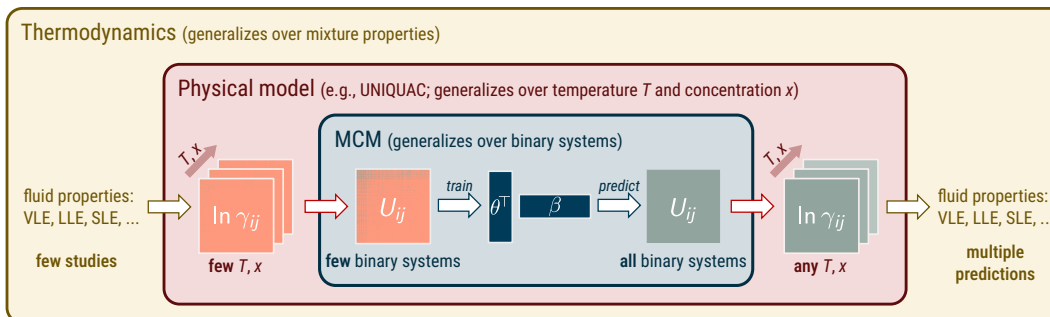 Thermodynamics (generalizes over mixture properties)
Physical model (e.g., UNIQUAC; generalizes over temperature T and concentration x)
MCM (generalizes over binary systems)
T, x
T, x
fluid properties:
VLE, LLE, SLE, ...
ln γij
Uij
train
θ⊤
β
predict
Uij
ln γij
fluid properties:
VLE, LLE, SLE, ...
few studies
few T, x
few binary systems
all binary systems
any T, x
multiple
predictions